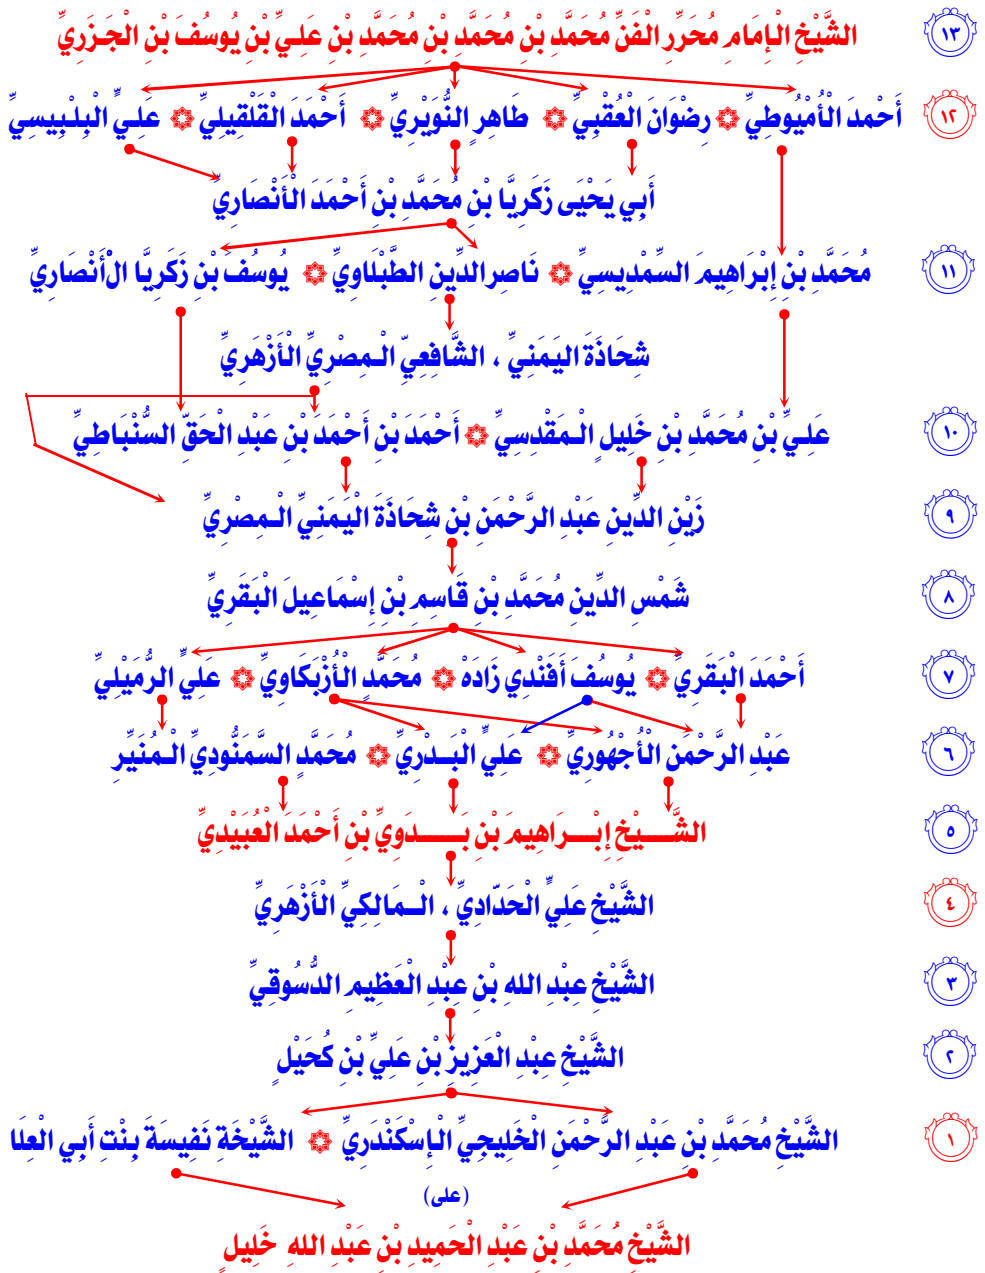 الشَّيْخِ الْإِمَامِ مُحَرِّرِ الْفَنِّ مُحَمَّدِ بْنِ مُحَمَّدِ بْنِ مُحَمَّدِ بْنِ عَلِيِّ بْنِ يُوسُفَ بْنِ الْجَزَرِيِّ ١٣
أَحْمَدَ الْأُمْيُوطِيِّ ۞ رِضْوَانَ الْعُقْبِيِّ ۞ طَاهِرٍ النُّوَيْرِيِّ ۞ أَحْمَدَ الْقَلْقِيلِيِّ ۞ عَلِيٍّ الْبِلْبِيسِيِّ ١٢
أَبِي يَحْيَى زَكَرِيَّا بْنِ مُحَمَّدِ بْنِ أَحْمَدَ الْأَنْصَارِيِّ
مُحَمَّدِ بْنِ إِبْرَاهِيمَ السِّمْدِيسِيِّ ۞ نَاصِرِ الدِّينِ الطَّبْلَاوِيِّ ۞ يُوسُفَ بْنِ زَكَرِيَّا الْأَنْصَارِيِّ ١١
شِحَاذَةَ اليَمَنِيِّ ، الشَّافِعِيِّ الْمِصْرِيِّ الْأَزْهَرِيِّ
عَلِيِّ بْنِ مُحَمَّدِ بْنِ خَلِيلٍ الْمَقْدِسِيِّ ۞ أَحْمَدَ بْنِ أَحْمَدَ بْنِ عَبْدِ الْحَقِّ السُّنْبَاطِيِّ ١٠
زَيْنِ الدِّينِ عَبْدِ الرَّحْمَنِ بْنِ شِحَاذَةَ الْيَمَنِيِّ الْمِصْرِيِّ ٩
شَمْسِ الدِّينِ مُحَمَّدِ بْنِ قَاسِمِ بْنِ إِسْمَاعِيلَ الْبَقَرِيِّ ٨
أَحْمَدَ الْبَقَرِيِّ ۞ يُوسُفَ أَفَنْدِي زَادَهْ ۞ مُحَمَّدٍ الْأُزْبَكَاوِيِّ ۞ عَلِيٍّ الرُّمَيْلِيِّ ٧
عَبْدِ الرَّحْمَنِ الْأُجْهُورِيِّ ۞ عَلِيٍّ الْبَدْرِيِّ ۞ مُحَمَّدٍ السَّمَنُّودِيِّ الْمُنَيِّرِ ٦
الشَّيْخِ إِبْرَاهِيمَ بْنِ بَدَوِيِّ بْنِ أَحْمَدَ الْعُبَيْدِيِّ ٥
الشَّيْخِ عَلِيٍّ الْحَدَّادِيِّ ، الْمَالِكِيِّ الْأَزْهَرِيِّ ٤
الشَّيْخِ عَبْدِ اللهِ بْنِ عَبْدِ الْعَظِيمِ الدُّسُوقِيِّ ٣
الشَّيْخِ عَبْدِ الْعَزِيزِ بْنِ عَلِيِّ بْنِ كُحَيْلٍ ٢
الشَّيْخِ مُحَمَّدِ بْنِ عَبْدِ الرَّحْمَنِ الْخَلِيجِيِّ الْإِسْكَنْدَرِيِّ ۞ الشَّيْخَةِ نَفِيسَةَ بِنْتِ أَبِي الْعِلَا ١
(على)
الشَّيْخِ مُحَمَّدِ بْنِ عَبْدِ الْحَمِيدِ بْنِ عَبْدِ اللهِ خَلِيلٍ